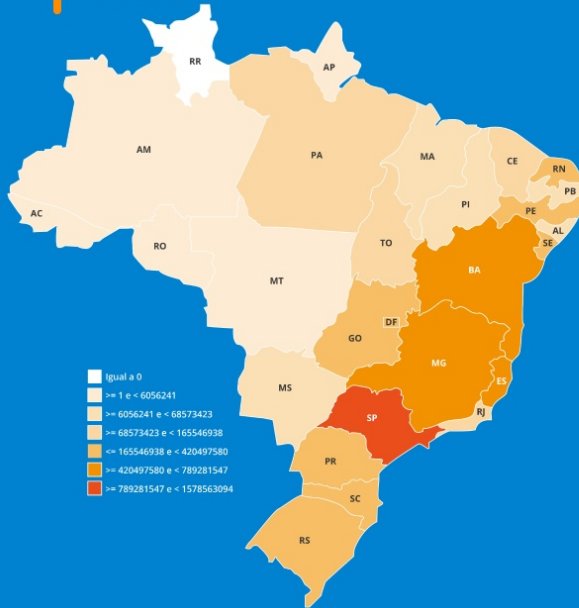 RR
AP
AM
PA
MA
CE
RN
PB
PI
PE
AL
SE
AC
RO
TO
BA
MT
DF
GO
MG
ES
MS
SP
RJ
PR
SC
RS
Igual a 0
>= 1 e < 6056241
>= 6056241 e < 68573423
>= 68573423 e < 165546938
<= 165546938 e < 420497580
>= 420497580 e < 789281547
>= 789281547 e < 1578563094